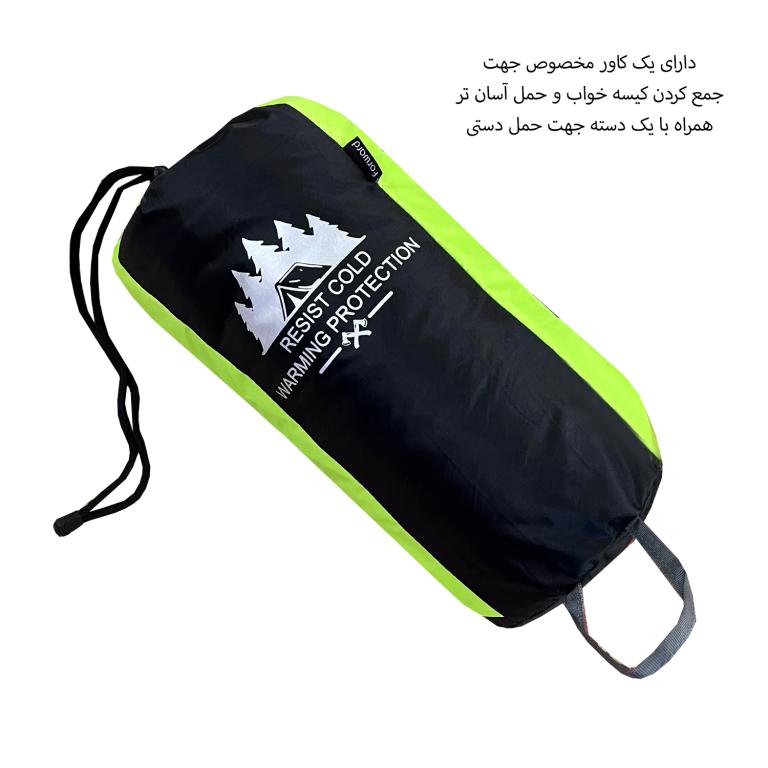 دارای یک کاور مخصوص جهت
جمع کردن کیسه خواب و حمل آسان تر
همراه با یک دسته جهت حمل دستی
Forword
RESIST COLD
WARMING PROTECTION